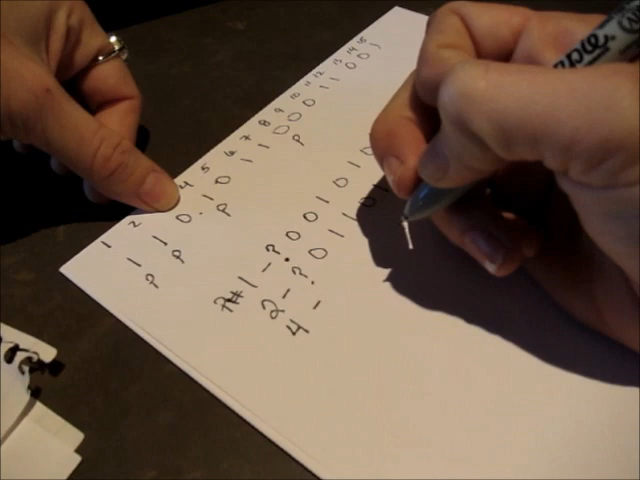 1 2 4 5 6 7 8 9 10 11 12 13 14 15
1 1 0 . 1 0 1 1 0 0 0 1 1 0 0 1
P P P P
P# 1 - ? 0 0 1 0 1 0
2 - ? 0 1 1 0 1
4 -